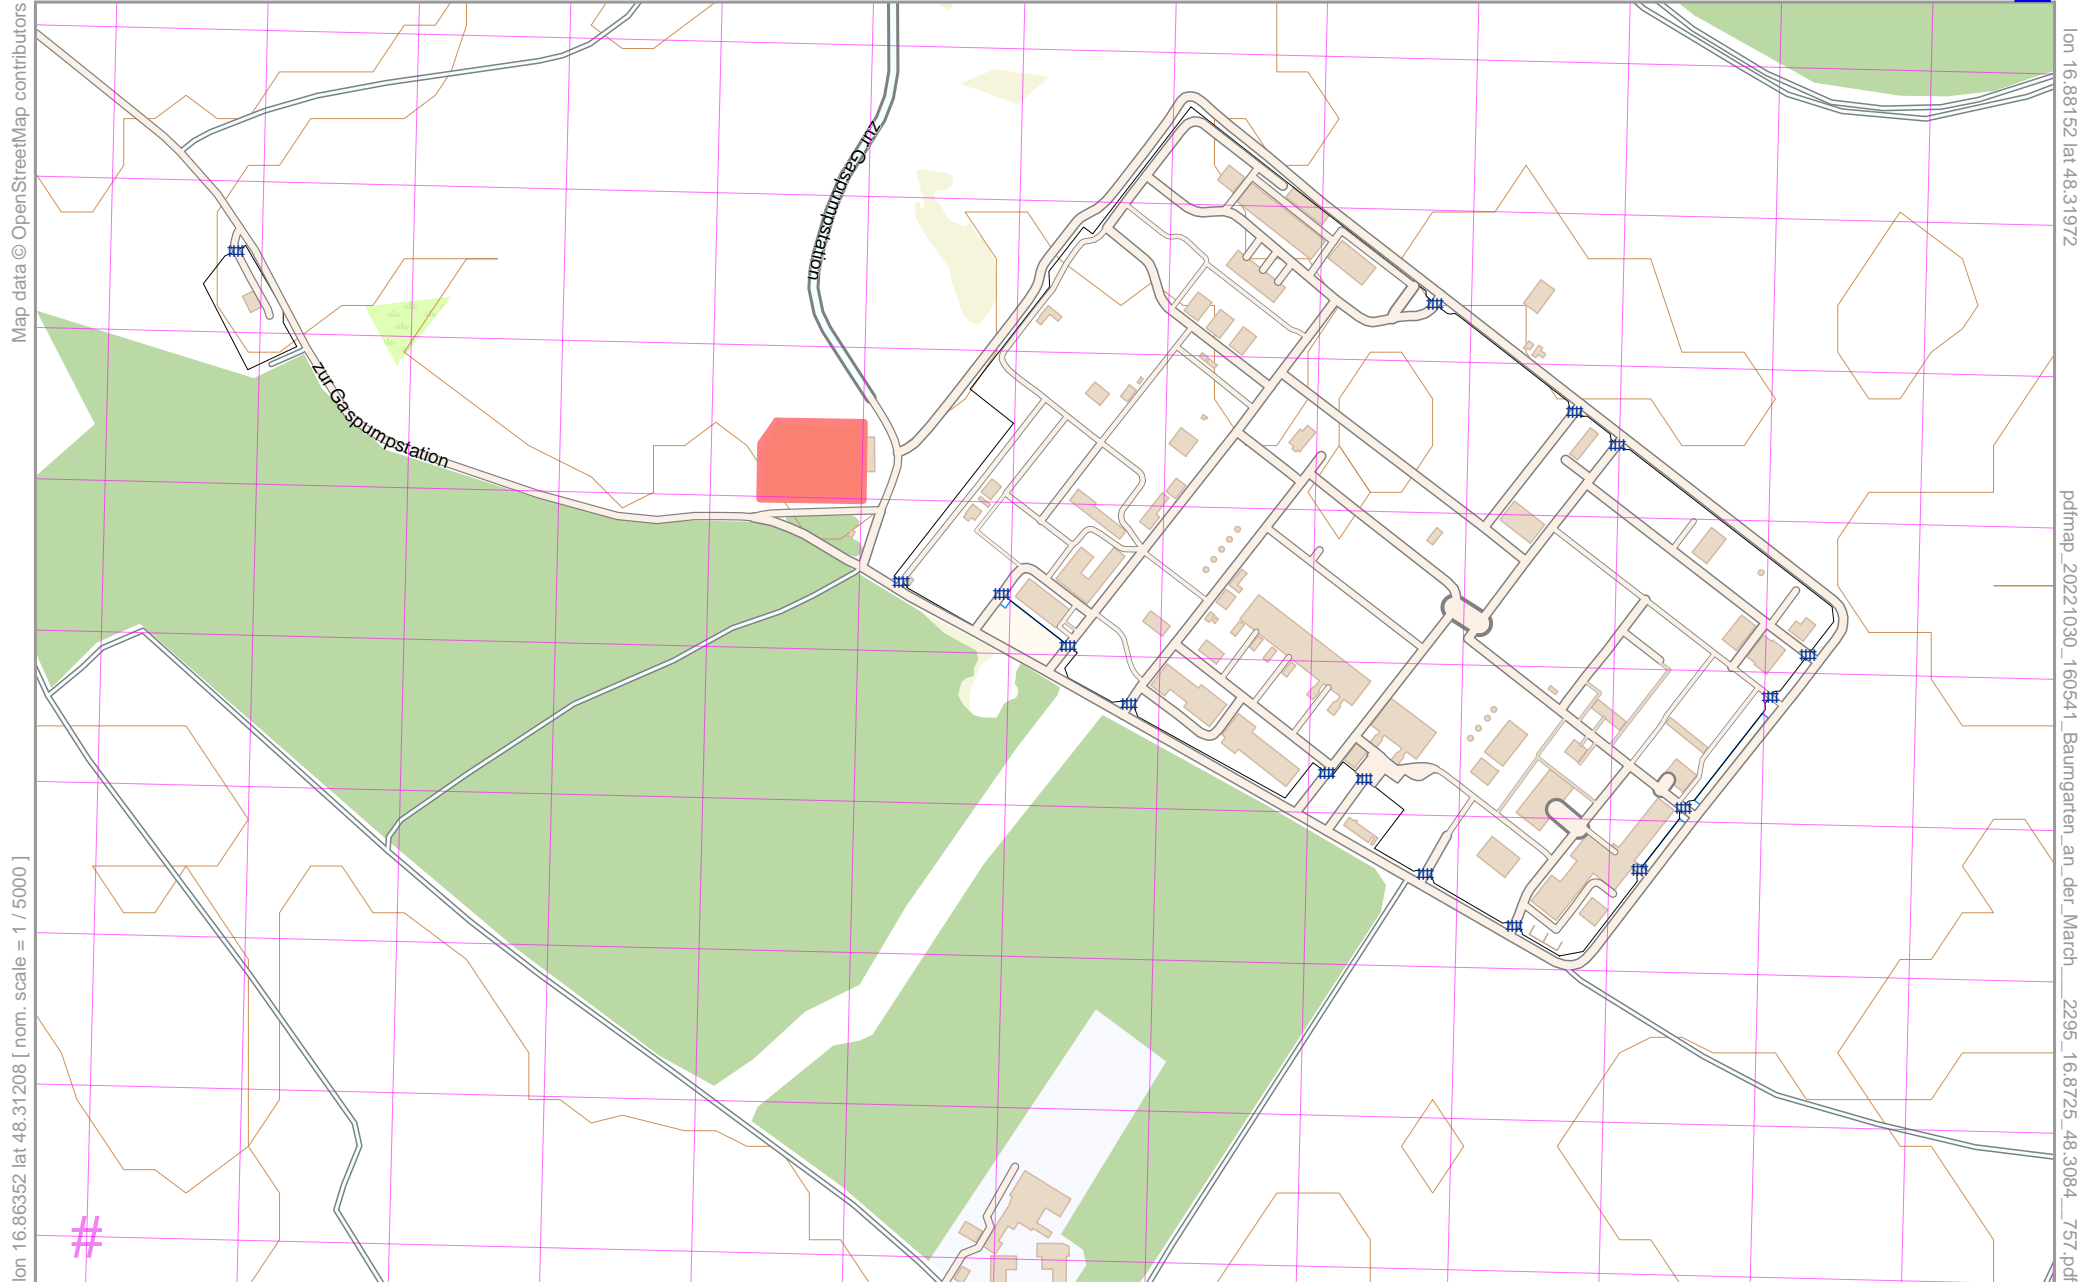 Map data © OpenStreetMap contributors
lon 16.86352 lat 48.31208 [ nom. scale = 1 / 5000 ]
zur Gaspumpstation
zur Gaspumpstation
#
lon 16.88152 lat 48.31972
pdfmap_20221030_160541_Baumgarten_an_der_March___2295_16.8725_48.3084__757.pdf